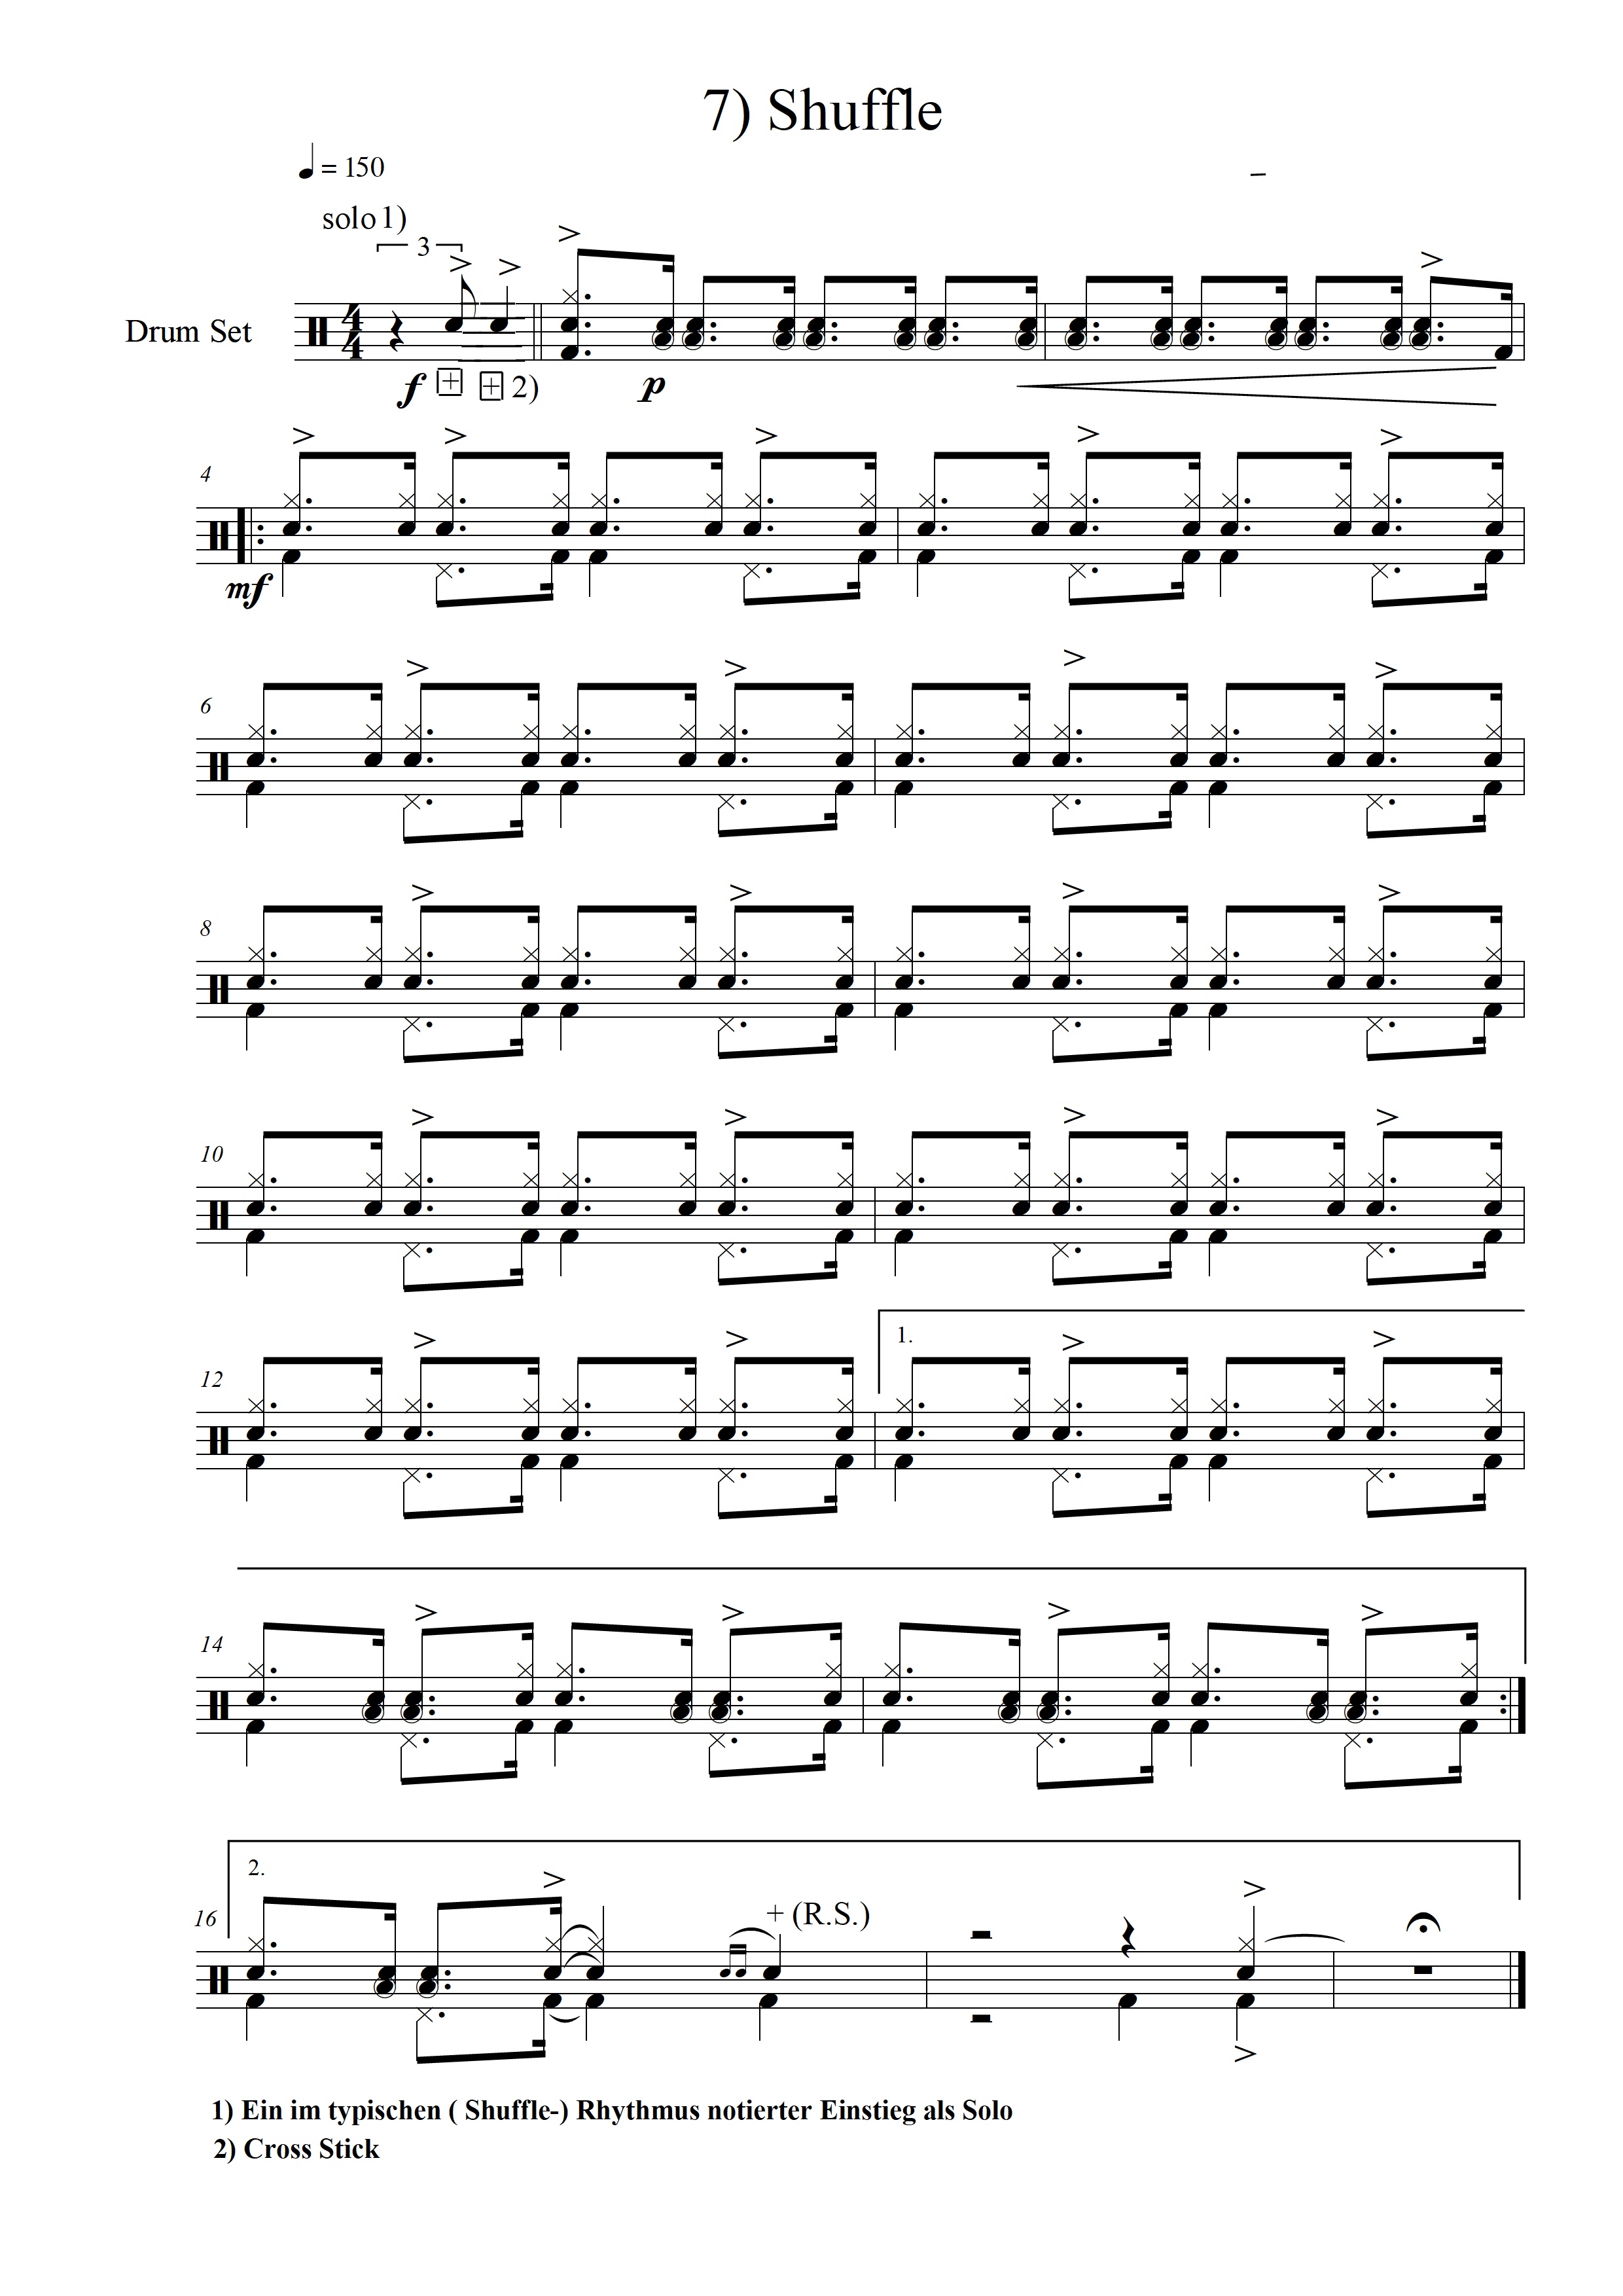 7) Shuffle
= 150
solo 1)
3
Drum Set
4
4
f + + 2)
p
4
mf
6
8
10
12
1.
14
16
2.
+ (R.S.)
1) Ein im typischen ( Shuffle-) Rhythmus notierter Einstieg als Solo
2) Cross Stick